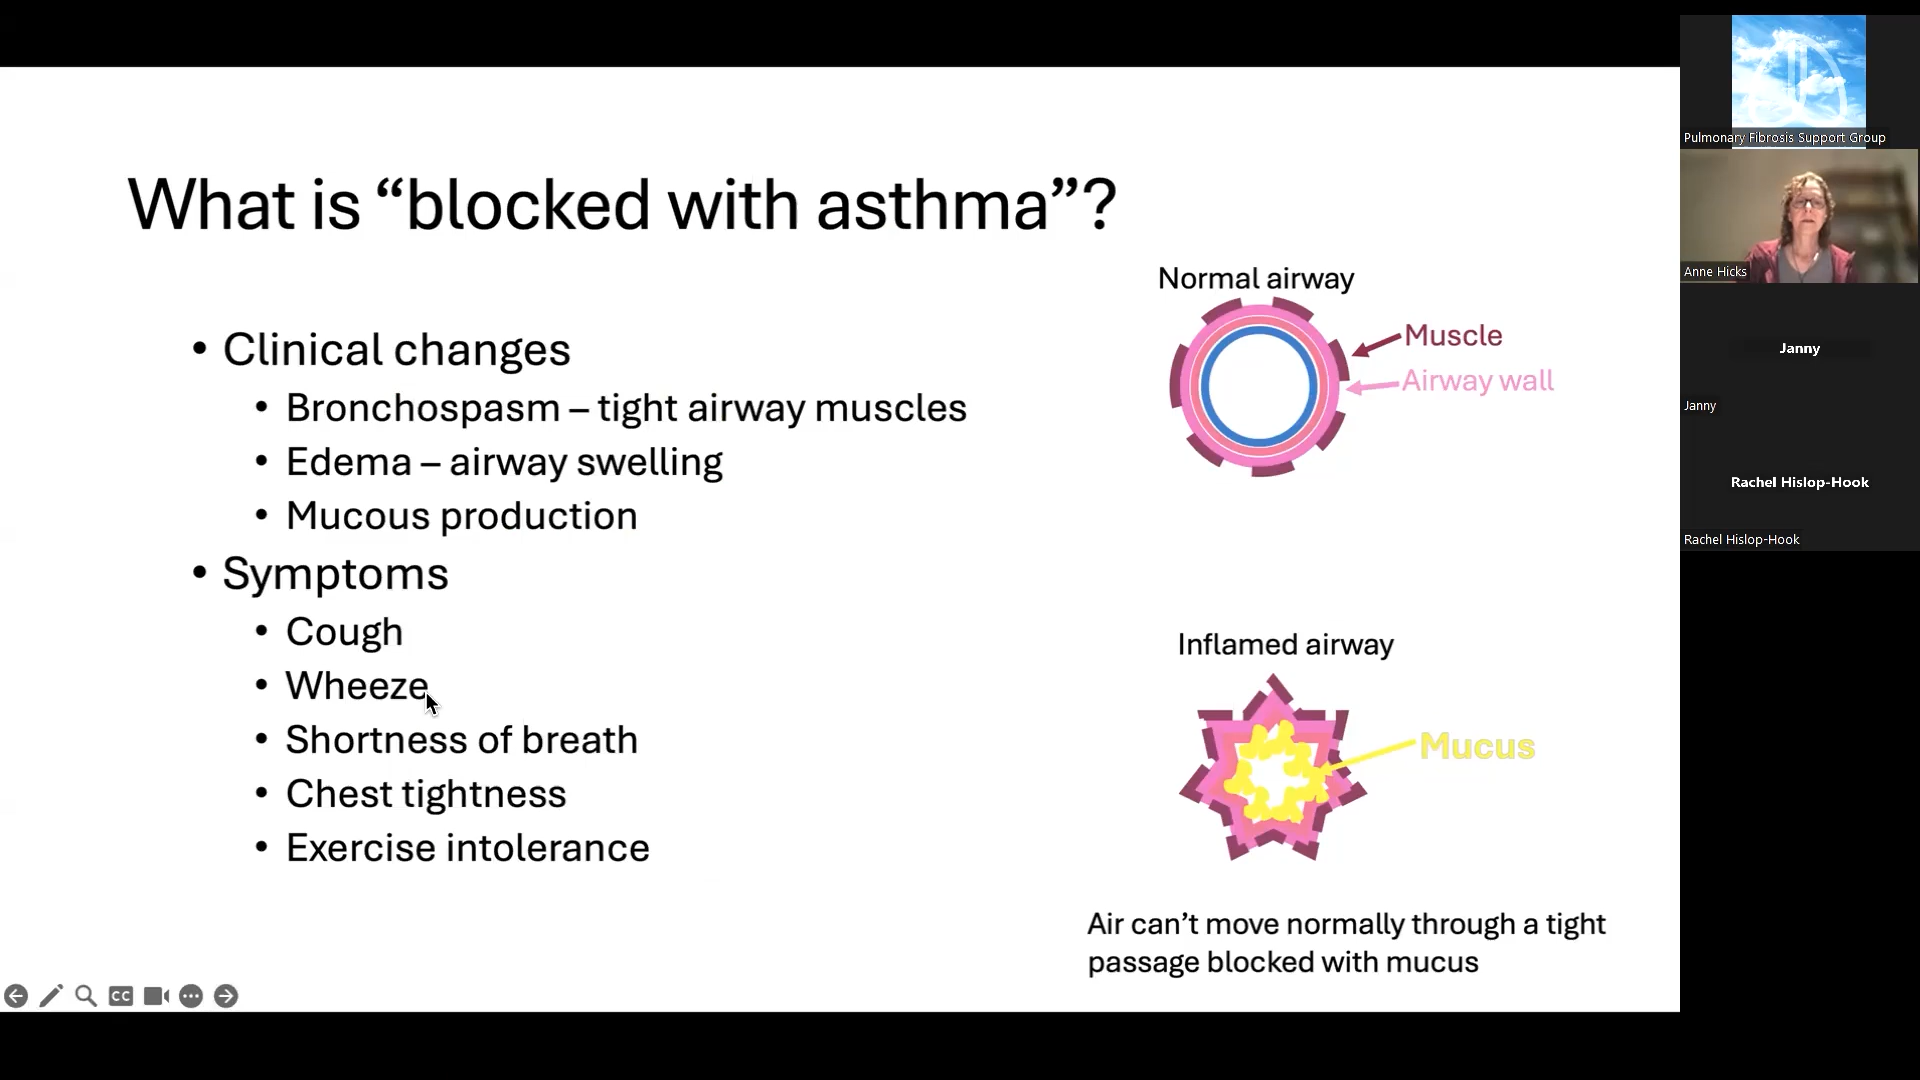 What is “blocked with asthma”?
• Clinical changes
• Bronchospasm – tight airway muscles
• Edema – airway swelling
• Mucous production
• Symptoms
• Cough
• Wheeze
• Shortness of breath
• Chest tightness
• Exercise intolerance
Normal airway
Muscle
Airway wall
Inflamed airway
Mucus
Air can’t move normally through a tight
passage blocked with mucus
CC
Pulmonary Fibrosis Support Group
Anne Hicks
Janny
Janny
Rachel Hislop-Hook
Rachel Hislop-Hook